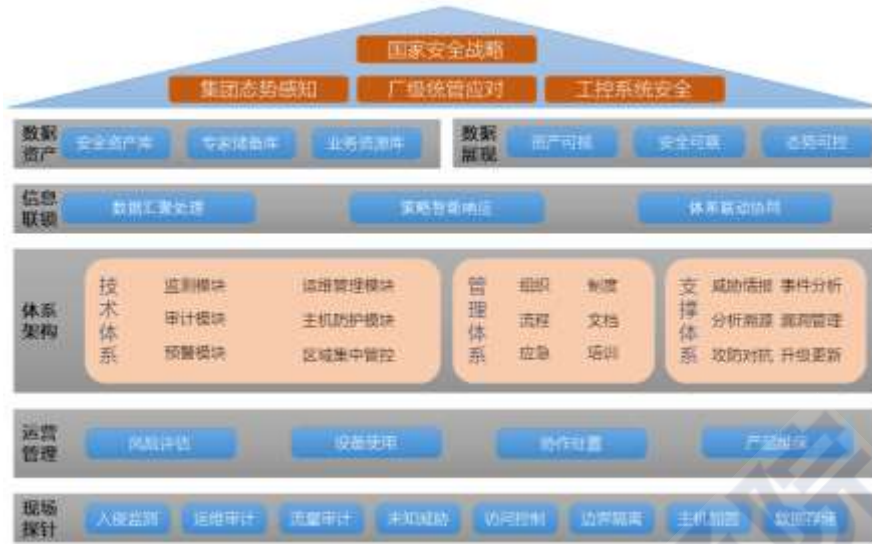 国家安全战略
集团态势感知 厂级统管应对 工控系统安全
数据资产 安全资产库 专家储备库 业务资源库
数据展现 资产可视 安全可观 态势可控
信息联锁 数据汇聚处理 策略智能响应 体系联动协同
体系架构
技术体系
监测模块 运维管理模块
审计模块 主机防护模块
预警模块 区域集中管控
管理体系
组织 制度
流程 文档
应急 培训
支撑体系
威胁情报 事件分析
分析溯源 漏洞管理
攻防对抗 升级更新
运营管理 风险评估 设备使用 协作处置
现场探针 入侵监测 运维审计 流量审计 未知威胁 访问控制 边界隔离 主机加固 数据存储
院